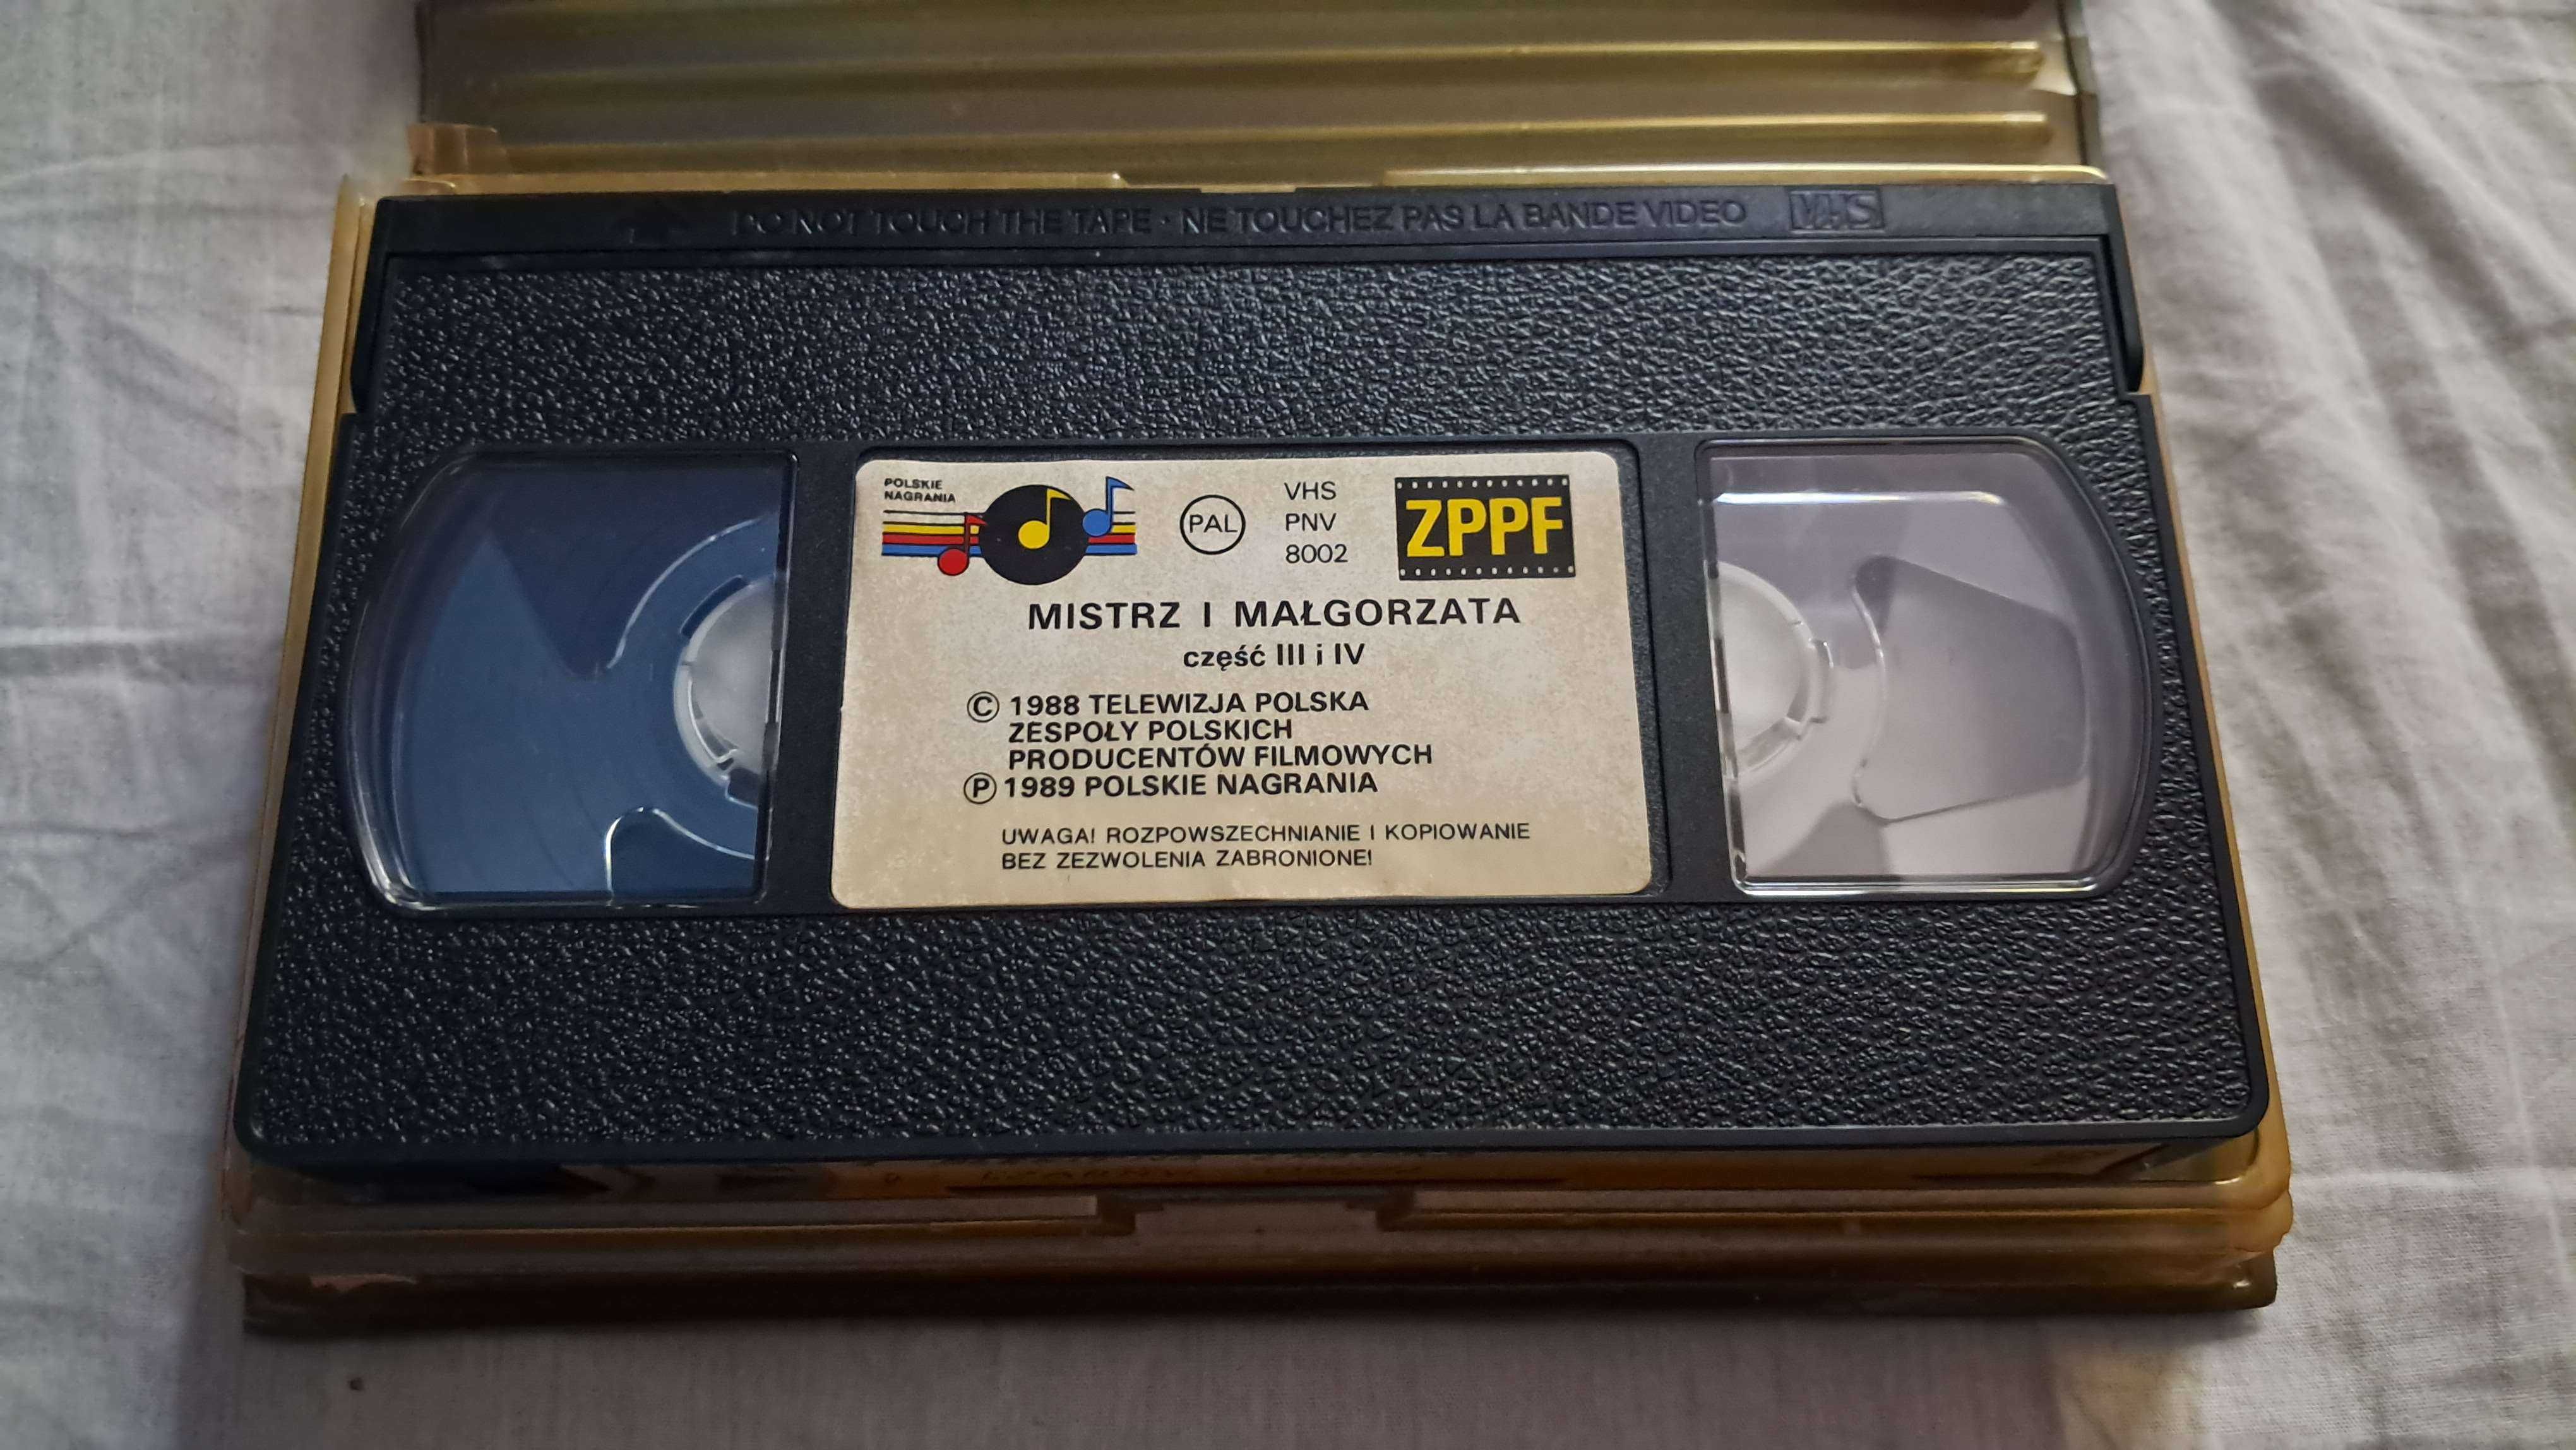 DO NOT TOUCH THE TAPE · NE TOUCHEZ PAS LA BANDE VIDEO VHS
POLSKIE
NAGRANIA
PAL
VHS
PNV
8002
ZPPF
MISTRZ I MAŁGORZATA
część III i IV
© 1988 TELEWIZJA POLSKA
ZESPOŁY POLSKICH
PRODUCENTÓW FILMOWYCH
Ⓟ 1989 POLSKIE NAGRANIA
UWAGA! ROZPOWSZECHNIANIE I KOPIOWANIE
BEZ ZEZWOLENIA ZABRONIONE!